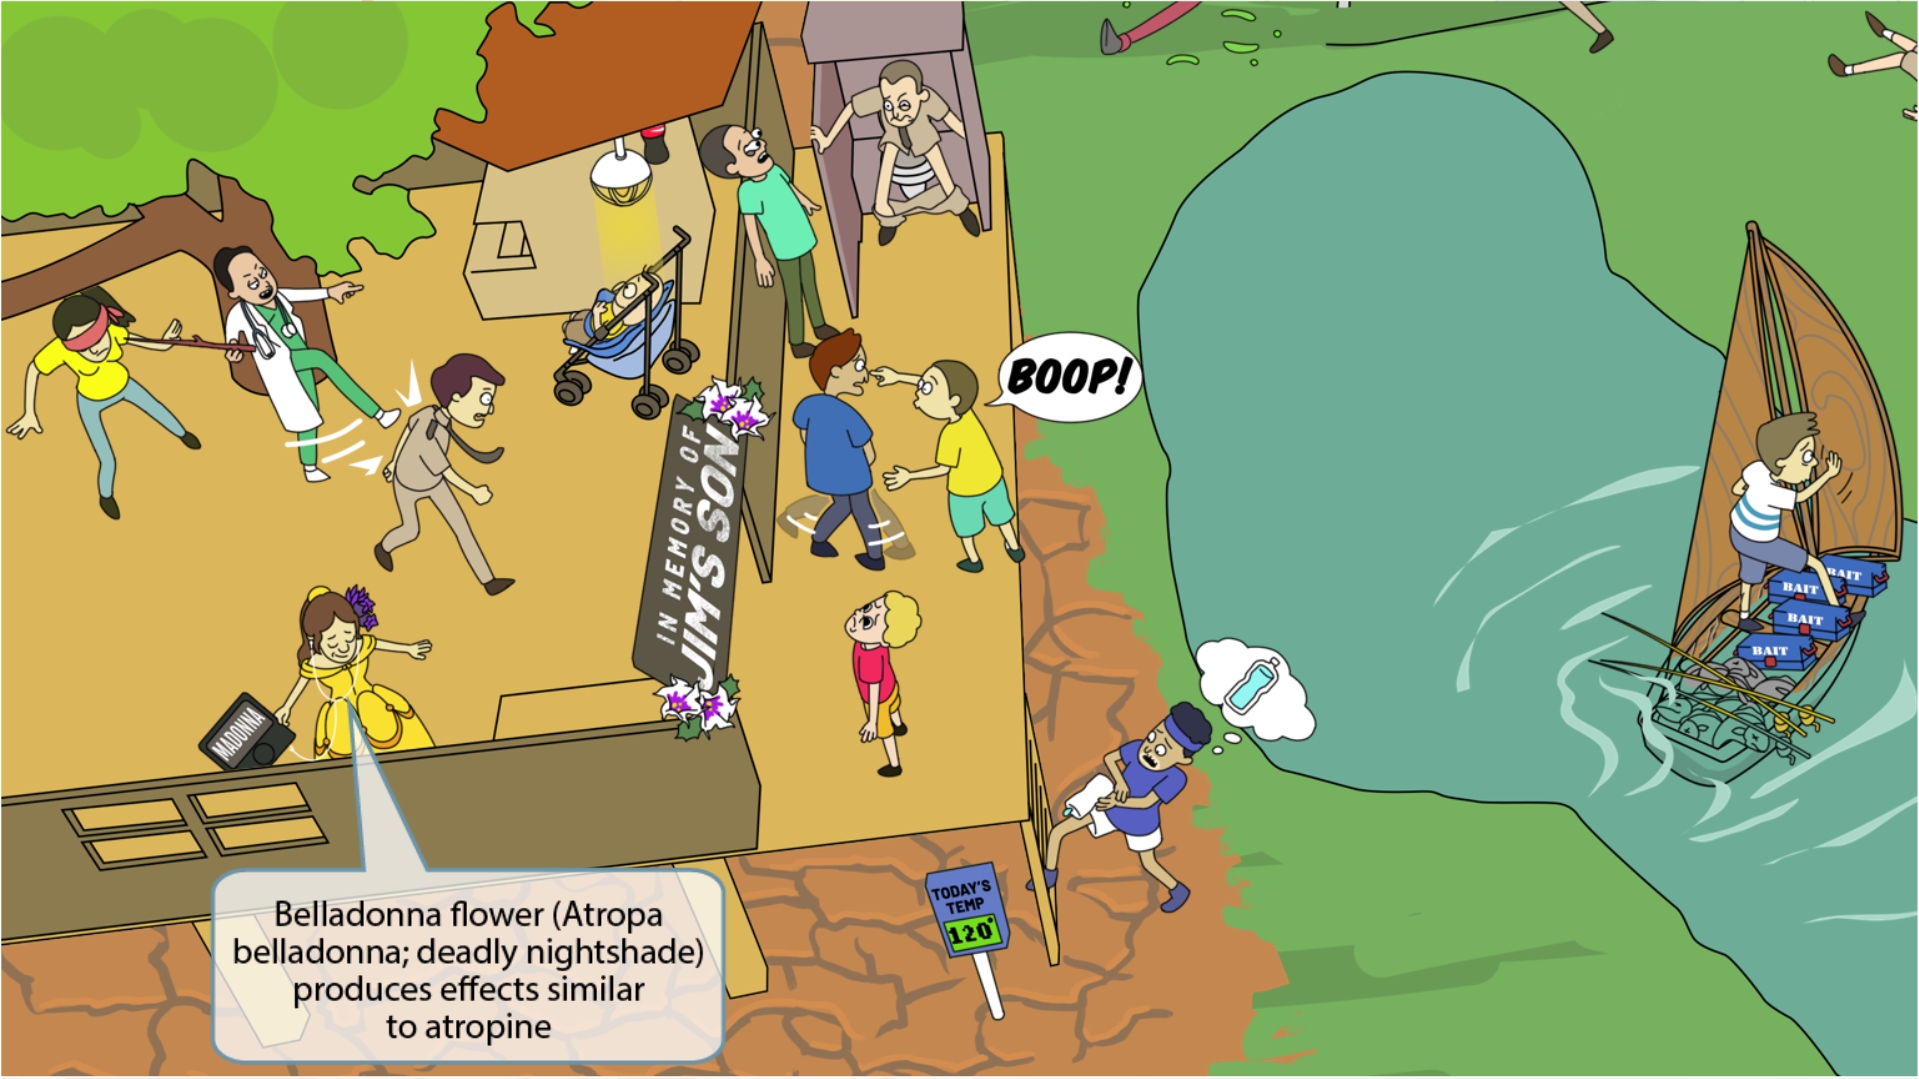 BOOP!
IN MEMORY OF
JIM'S SON
BAIT
BAIT
BAIT
BAIT
MADONNA
TODAY'S
TEMP
120°
Belladonna flower (Atropa
belladonna; deadly nightshade)
produces effects similar
to atropine